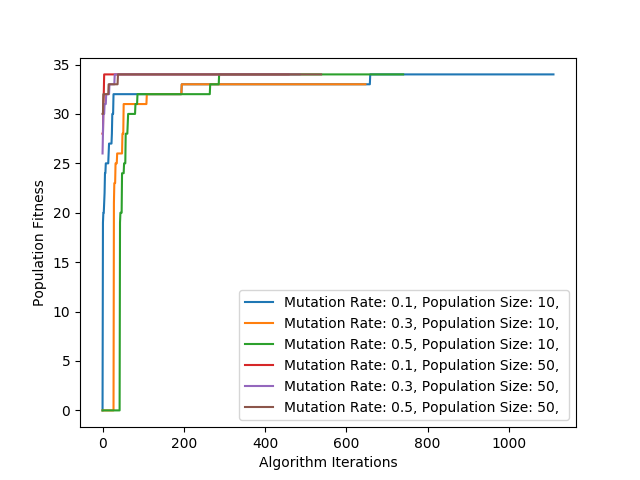 35
30
25
20
15
10
5
0
Population Fitness
Mutation Rate: 0.1, Population Size: 10,
Mutation Rate: 0.3, Population Size: 10,
Mutation Rate: 0.5, Population Size: 10,
Mutation Rate: 0.1, Population Size: 50,
Mutation Rate: 0.3, Population Size: 50,
Mutation Rate: 0.5, Population Size: 50,
0 200 400 600 800 1000
Algorithm Iterations